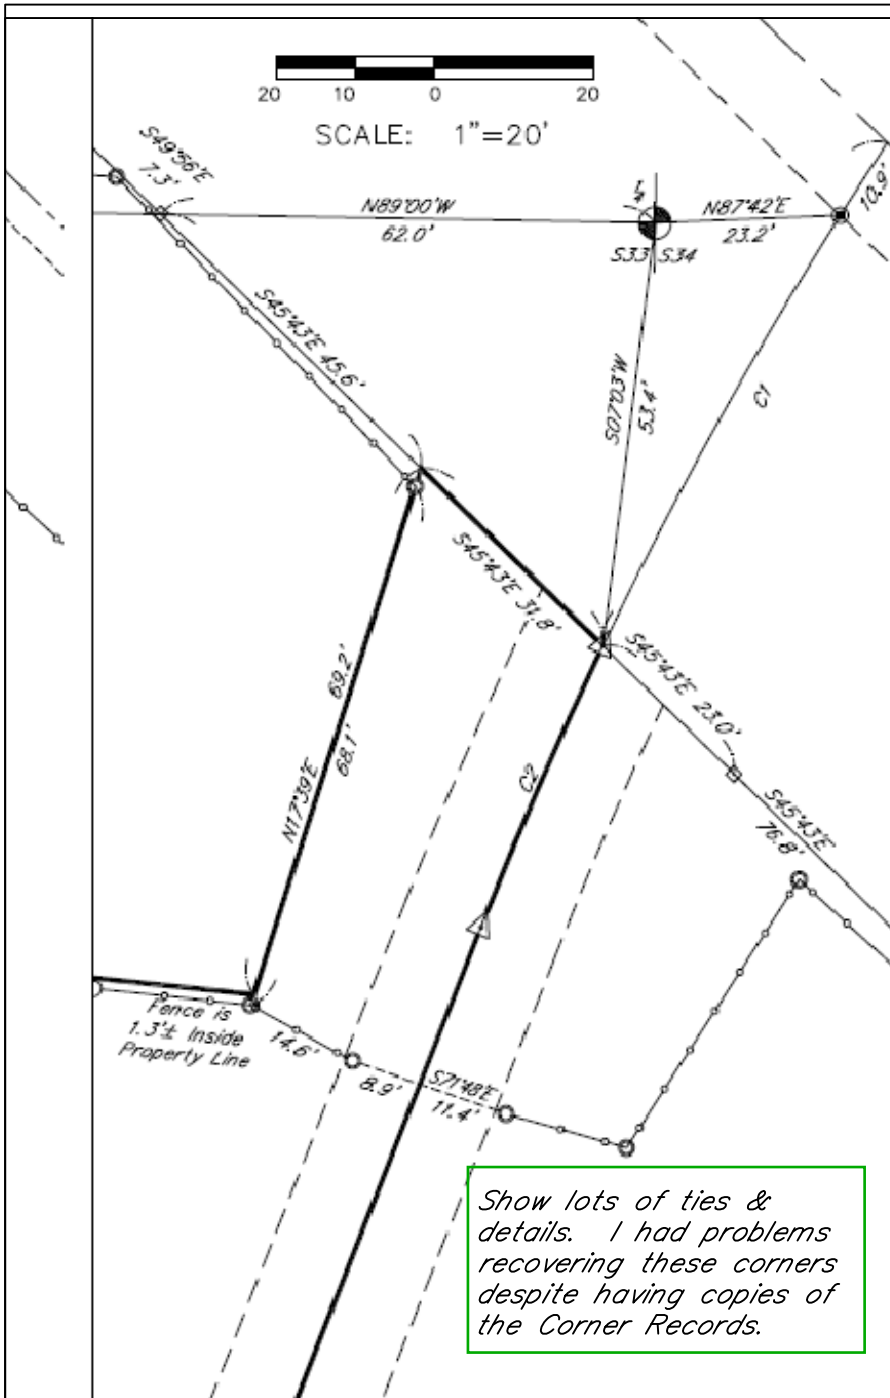 20 10 0 20
SCALE: 1"=20'
S49°56'E
7.3'
10.9'
N89°00'W
62.0'
1/4
N87°42'E
23.2'
S33 S34
S45°43'E 45.6'
S07°03'W
53.4'
C1
S45°43'E 31.8'
S45°43'E 23.0'
69.2'
N17°39'E
68.1'
C2
S45°43'E
76.8'
Fence is
1.3'± Inside
Property Line
14.6'
8.9'
S71°48'E
11.4'
Show lots of ties &
details. I had problems
recovering these corners
despite having copies of
the Corner Records.